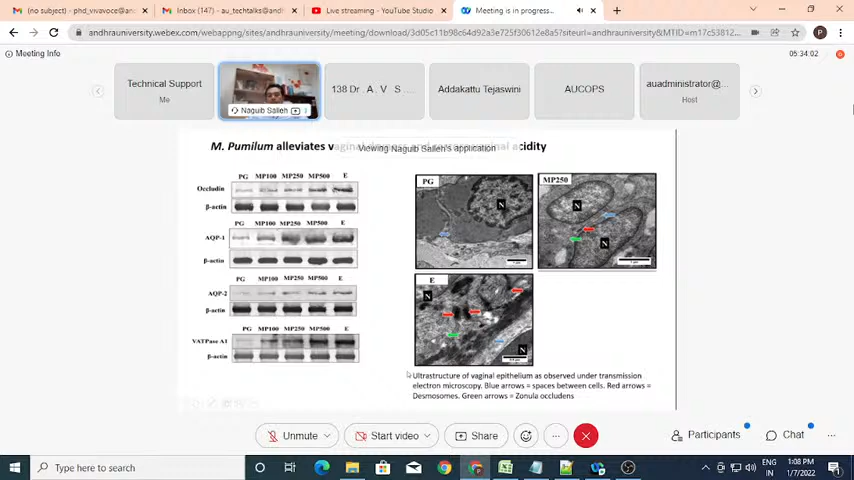 (no subject) - phd_vivavoce@and
Inbox (147) - au_techtalks@andh
Live streaming - YouTube Studio
Meeting is in progress...
andhrauniversity.webex.com/webappng/sites/andhrauniversity/meeting/download/3d05c11b98c64d92a3e725f30612e8a5?siteurl=andhrauniversity&MTID=m17c53812...
P
Meeting Info
05:34:02
Technical Support
Me
Naguib Salleh
138 Dr . A . V S ...
Addakattu Tejaswini
AUCOPS
auadministrator@...
Host
M. Pumilum alleviates
Viewing Naguib Salleh's application
PG MP100 MP250 MP500 E
Occludin
β-actin
PG MP100 MP250 MP500 E
AQP-1
β-actin
PG MP100 MP250 MP500 E
AQP-2
β-actin
PG MP100 MP250 MP500 E
VATPase A1
β-actin
PG
N
MP250
N
N
E
N
N
Ultrastructure of vaginal epithelium as observed under transmission
electron microscopy. Blue arrows = spaces between cells. Red arrows =
Desmosomes. Green arrows = Zonula occludens
Unmute
Start video
Share
Participants
Chat
Type here to search
ENG
IN
1:08 PM
1/7/2022